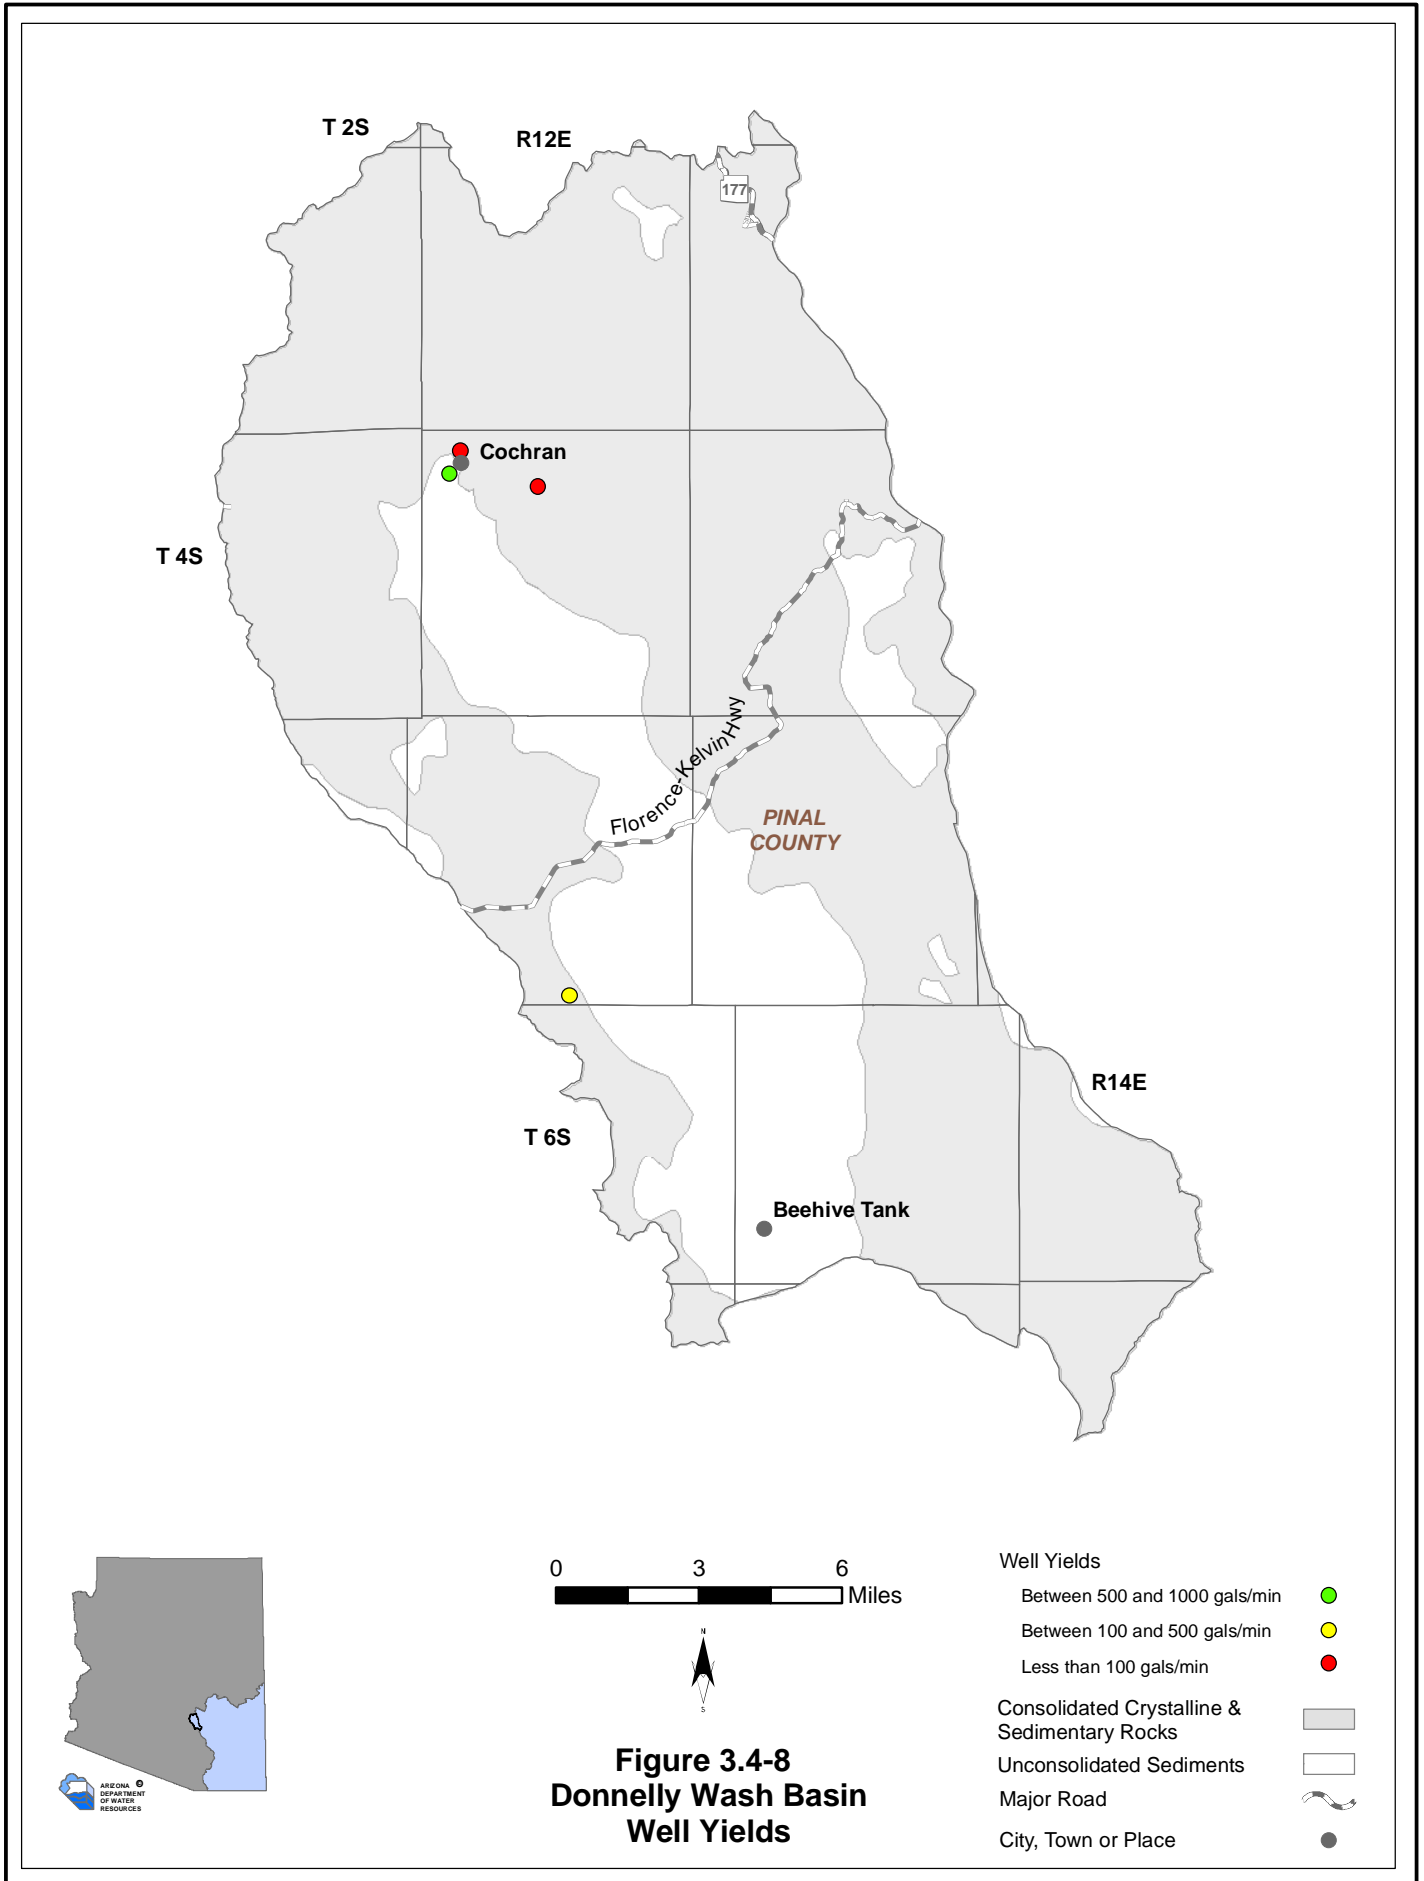 T 2S
R12E
177
Cochran
T 4S
Florence-Kelvin Hwy
PINAL
COUNTY
R14E
T 6S
Beehive Tank
0 3 6
Miles
N
S
Well Yields
Between 500 and 1000 gals/min
Between 100 and 500 gals/min
Less than 100 gals/min
Consolidated Crystalline &
Sedimentary Rocks
Unconsolidated Sediments
Major Road
City, Town or Place
ARIZONA ©
DEPARTMENT
OF WATER
RESOURCES
Figure 3.4-8
Donnelly Wash Basin
Well Yields